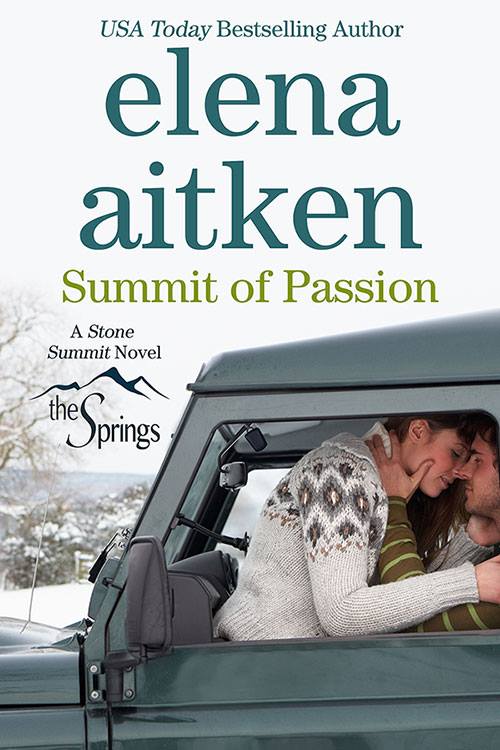 USA Today Bestselling Author
elena
aitken
Summit of Passion
A Stone
Summit Novel
the Springs